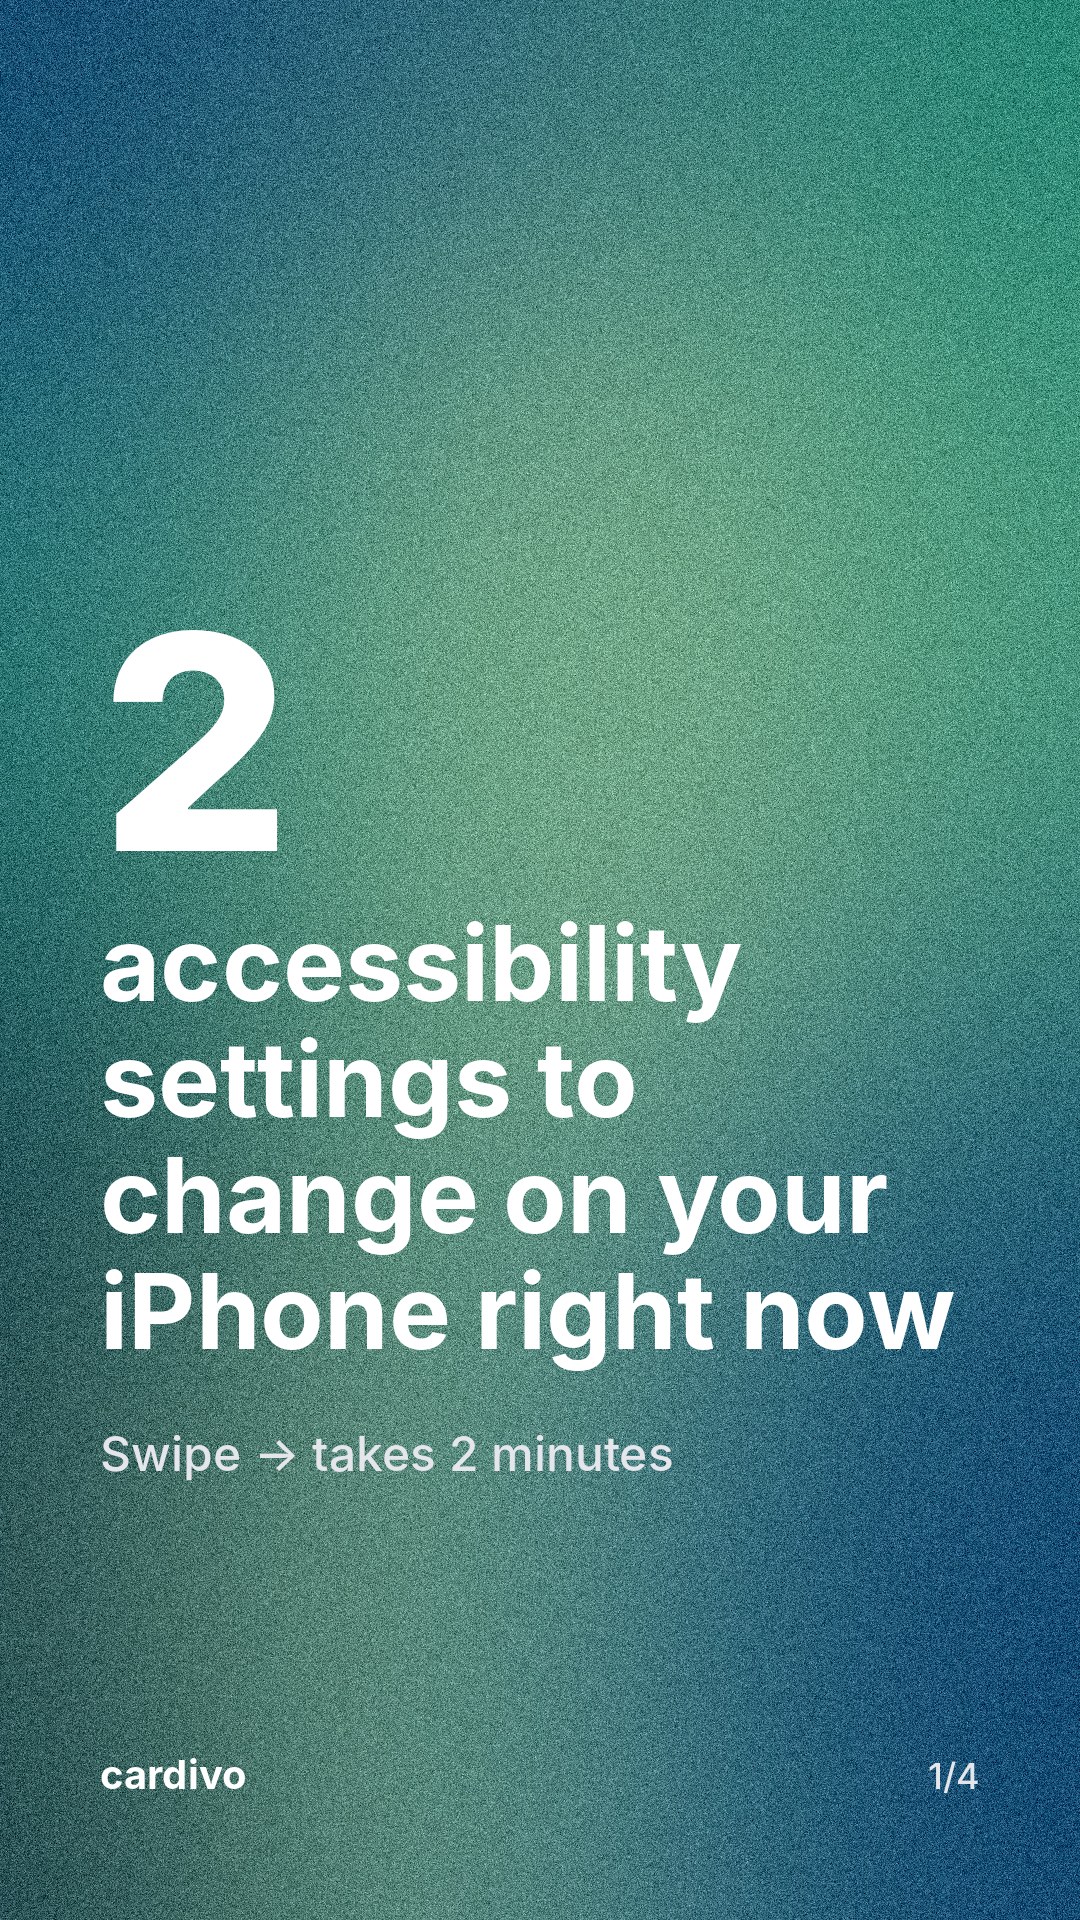 2
accessibility
settings to
change on your
iPhone right now
Swipe → takes 2 minutes
cardivo
1/4